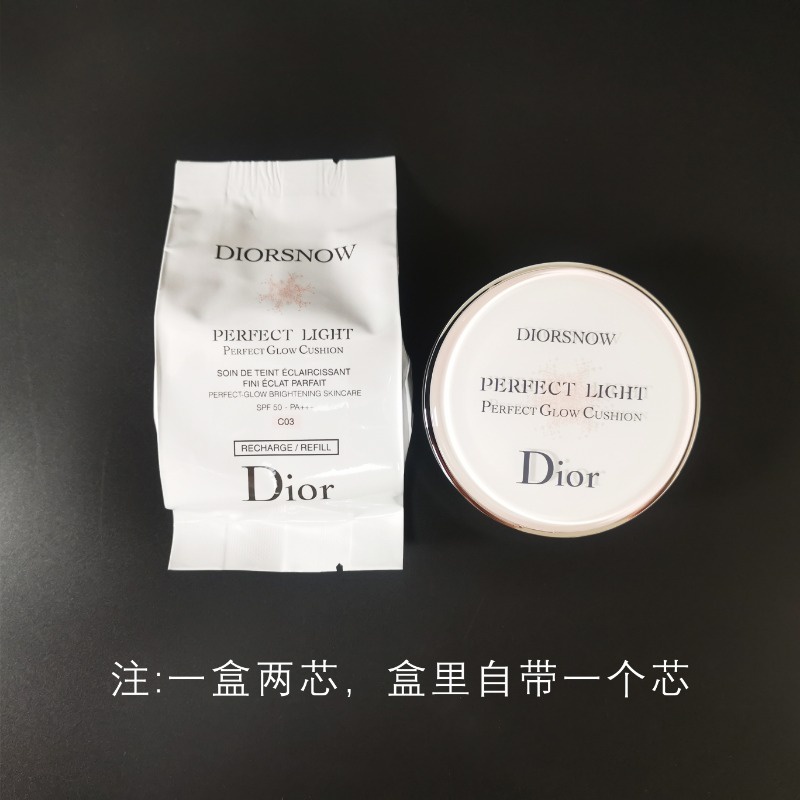 DIORSNOW
PERFECT LIGHT
PERFECT GLOW CUSHION
SOIN DE TEINT ÉCLAIRCISSANT
FINI ÉCLAT PARFAIT
PERFECT-GLOW BRIGHTENING SKINCARE
SPF 50 - PA+++
C03
RECHARGE / REFILL
Dior
DIORSNOW
PERFECT LIGHT
PERFECT GLOW CUSHION
Dior
注:一盒两芯，盒里自带一个芯